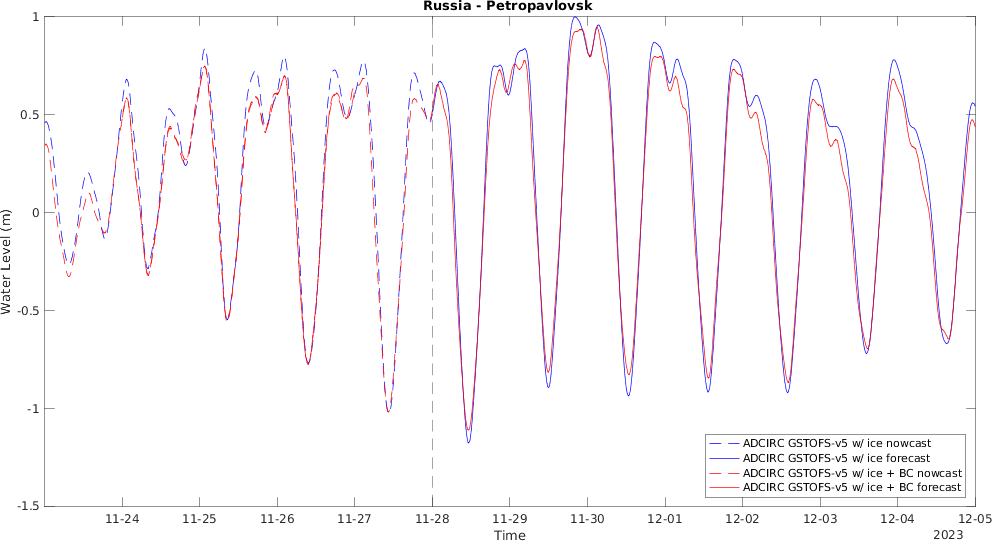 Russia - Petropavlovsk
Water Level (m)
1
0.5
0
-0.5
-1
-1.5
ADCIRC GSTOFS-v5 w/ ice nowcast
ADCIRC GSTOFS-v5 w/ ice forecast
ADCIRC GSTOFS-v5 w/ ice + BC nowcast
ADCIRC GSTOFS-v5 w/ ice + BC forecast
11-24 11-25 11-26 11-27 11-28 11-29 11-30 12-01 12-02 12-03 12-04 12-05
Time
2023